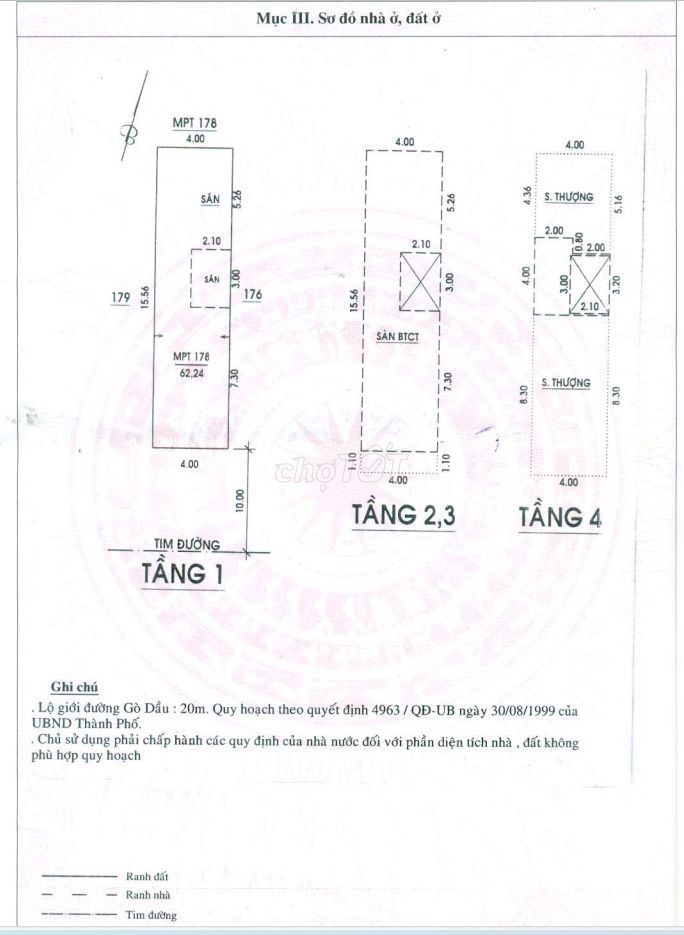 Mục III. Sơ đồ nhà ở, đất ở
MPT 178
4.00
SÂN
5.26
2.10
SÂN
3.00
179
15.56
176
MPT 178
62,24
7.30
4.00
10.00
TIM ĐƯỜNG
TẦNG 1
4.00
5.26
2.10
3.00
15.56
SÀN BTCT
7.30
1.10
1.10
4.00
TẦNG 2,3
4.00
4.36
S. THƯỢNG
5.16
2.00
0.80
2.00
4.00
3.00
3.20
2.10
S. THƯỢNG
8.30
8.30
4.00
TẦNG 4
chợTỐT
Ghi chú
. Lộ giới đường Gò Dầu : 20m. Quy hoạch theo quyết định 4963 / QĐ-UB ngày 30/08/1999 của
UBND Thành Phố.
. Chủ sử dụng phải chấp hành các quy định của nhà nước đối với phần diện tích nhà , đất không
phù hợp quy hoạch
Ranh đất
Ranh nhà
Tim đường